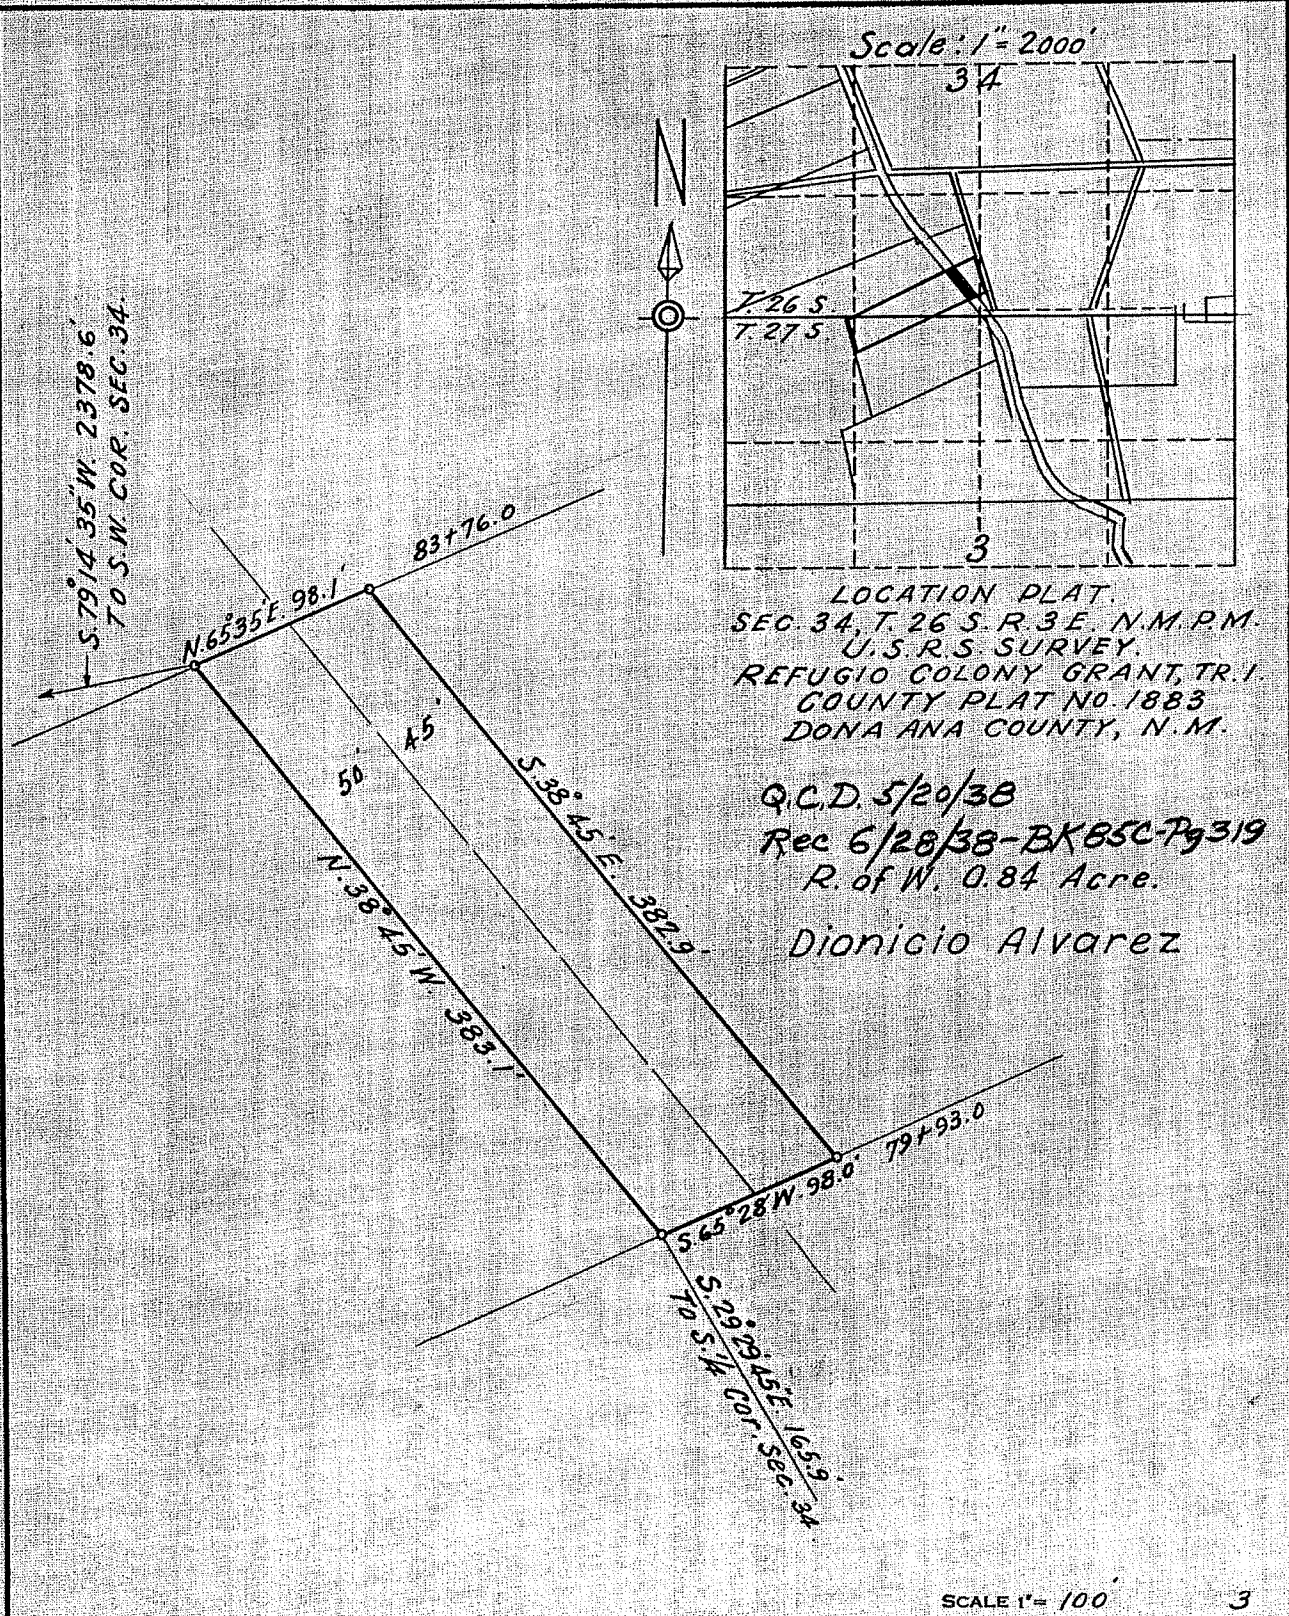 Scale: 1" = 2000'
34
N
T. 26 S.
T. 27 S.
3
S. 79° 14' 35" W. 2378.6'
TO S.W. COR. SEC. 34.
83+76.0
N. 65° 35' E. 98.1'
LOCATION PLAT.
SEC. 34, T. 26 S. R. 3 E., N.M.P.M.
U.S.R.S. SURVEY.
REFUGIO COLONY GRANT, TR. 1.
COUNTY PLAT NO. 1883
DONA ANA COUNTY, N.M.
50'
45'
S. 38° 45' E. 382.9'
N. 38° 45' W. 383.1'
Q.C.D. 5/20/38
Rec 6/28/38-BK85C-Pg319
R. of W. 0.84 Acre.
Dionicio Alvarez
79+93.0
S. 65° 28' W. 98.0'
S. 29° 29' 45" E. 165.9'
To S. 1/4 Cor. Sec. 34
SCALE 1"= 100'
3